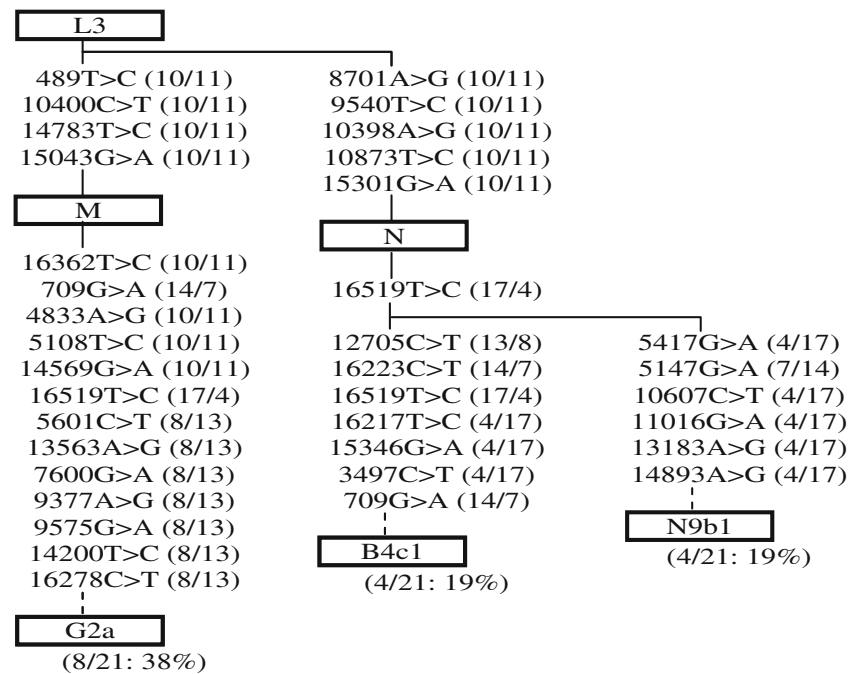 L3
489T>C (10/11)
10400C>T (10/11)
14783T>C (10/11)
15043G>A (10/11)
M
16362T>C (10/11)
709G>A (14/7)
4833A>G (10/11)
5108T>C (10/11)
14569G>A (10/11)
16519T>C (17/4)
5601C>T (8/13)
13563A>G (8/13)
7600G>A (8/13)
9377A>G (8/13)
9575G>A (8/13)
14200T>C (8/13)
16278C>T (8/13)
G2a
(8/21: 38%)
8701A>G (10/11)
9540T>C (10/11)
10398A>G (10/11)
10873T>C (10/11)
15301G>A (10/11)
N
16519T>C (17/4)
12705C>T (13/8)
16223C>T (14/7)
16519T>C (17/4)
16217T>C (4/17)
15346G>A (4/17)
3497C>T (4/17)
709G>A (14/7)
B4c1
(4/21: 19%)
5417G>A (4/17)
5147G>A (7/14)
10607C>T (4/17)
11016G>A (4/17)
13183A>G (4/17)
14893A>G (4/17)
N9b1
(4/21: 19%)